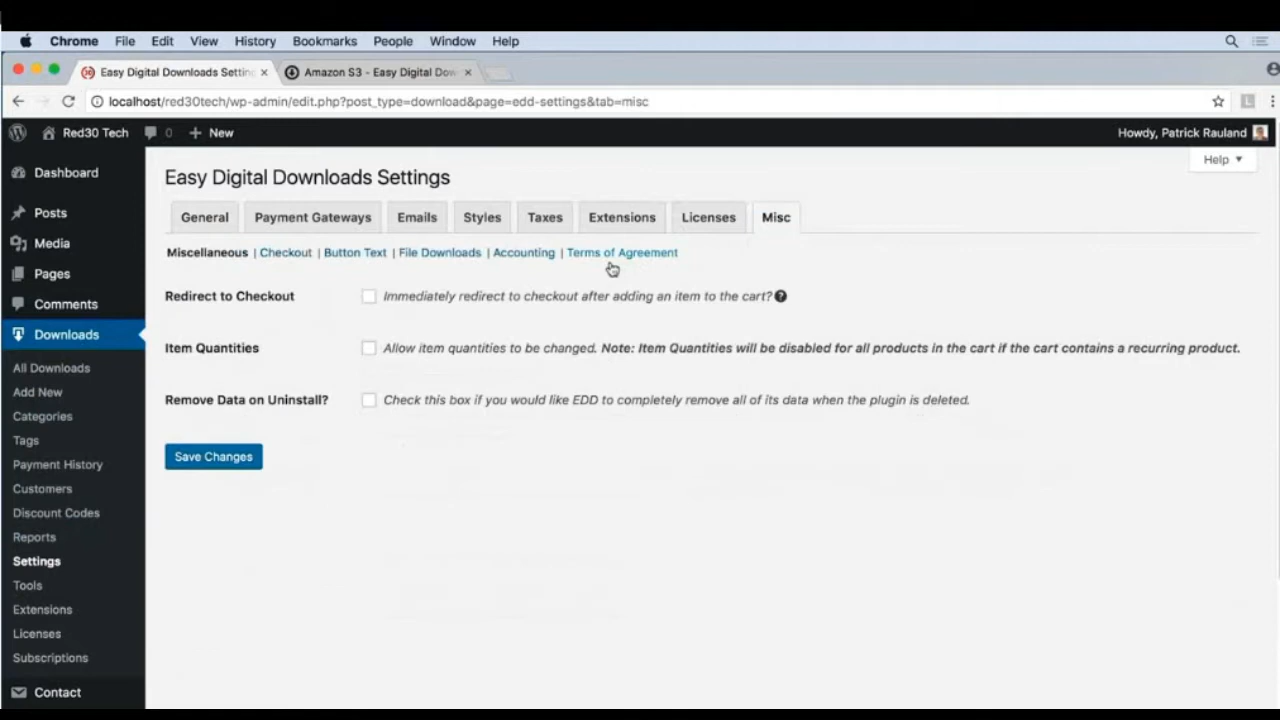 Chrome File Edit View History Bookmarks People Window Help
Easy Digital Downloads Settin × Amazon S3 - Easy Digital Dow ×
localhost/red30tech/wp-admin/edit.php?post_type=download&page=edd-settings&tab=misc
Red30 Tech 0 + New Howdy, Patrick Rauland
Help ▼
Dashboard
Posts
Media
Pages
Comments
Downloads
All Downloads
Add New
Categories
Tags
Payment History
Customers
Discount Codes
Reports
Settings
Tools
Extensions
Licenses
Subscriptions
Contact
Easy Digital Downloads Settings
General Payment Gateways Emails Styles Taxes Extensions Licenses Misc
Miscellaneous | Checkout | Button Text | File Downloads | Accounting | Terms of Agreement
Redirect to Checkout Immediately redirect to checkout after adding an item to the cart? ?
Item Quantities Allow item quantities to be changed. Note: Item Quantities will be disabled for all products in the cart if the cart contains a recurring product.
Remove Data on Uninstall? Check this box if you would like EDD to completely remove all of its data when the plugin is deleted.
Save Changes